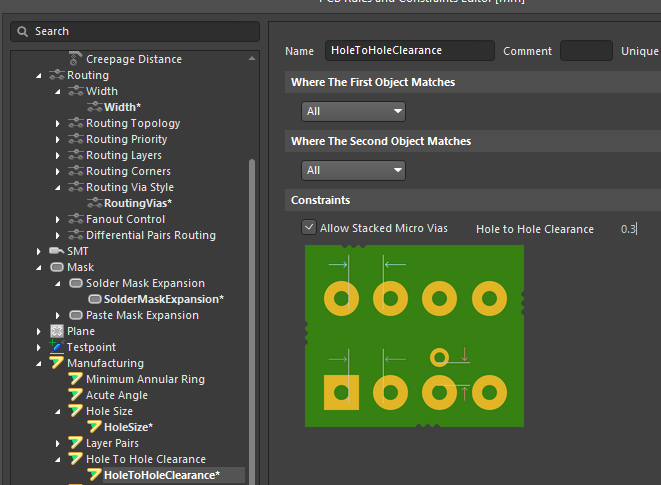 PCB Rules and Constraints Editor [mm]
Search
Creepage Distance
Routing
Width
Width*
Routing Topology
Routing Priority
Routing Layers
Routing Corners
Routing Via Style
RoutingVias*
Fanout Control
Differential Pairs Routing
SMT
Mask
Solder Mask Expansion
SolderMaskExpansion*
Paste Mask Expansion
Plane
Testpoint
Manufacturing
Minimum Annular Ring
Acute Angle
Hole Size
HoleSize*
Layer Pairs
Hole To Hole Clearance
HoleToHoleClearance*
Name HoleToHoleClearance Comment Unique
Where The First Object Matches
All
Where The Second Object Matches
All
Constraints
Allow Stacked Micro Vias Hole to Hole Clearance 0.3